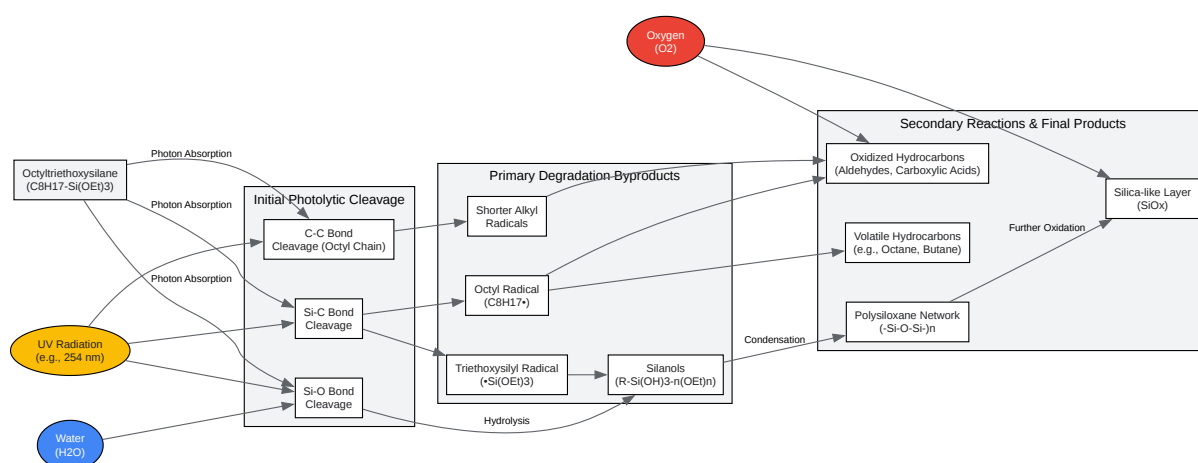 Oxygen
(O2)
Secondary Reactions & Final Products
Octyltriethoxysilane
(C8H17-Si(OEt)3)
Photon Absorption
Photon Absorption
Photon Absorption
Initial Photolytic Cleavage
C-C Bond
Cleavage (Octyl Chain)
Si-C Bond
Cleavage
Si-O Bond
Cleavage
UV Radiation
(e.g., 254 nm)
Water
(H2O)
Primary Degradation Byproducts
Shorter Alkyl
Radicals
Octyl Radical
(C8H17•)
Triethoxysilyl Radical
(•Si(OEt)3)
Silanols
(R-Si(OH)3-n(OEt)n)
Hydrolysis
Condensation
Oxidized Hydrocarbons
(Aldehydes, Carboxylic Acids)
Volatile Hydrocarbons
(e.g., Octane, Butane)
Polysiloxane Network
(-Si-O-Si-)n
Further Oxidation
Silica-like Layer
(SiOx)